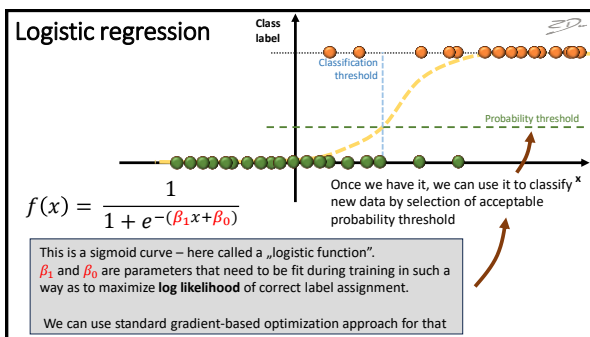 Logistic regression
Class
label
Classification
threshold
Probability threshold
x
Once we have it, we can use it to classify
new data by selection of acceptable
probability threshold
f(x) = 1 / (1 + e^{-(β₁x+β₀)})
This is a sigmoid curve – here called a „logistic function".
β₁ and β₀ are parameters that need to be fit during training in such a
way as to maximize log likelihood of correct label assignment.
We can use standard gradient-based optimization approach for that